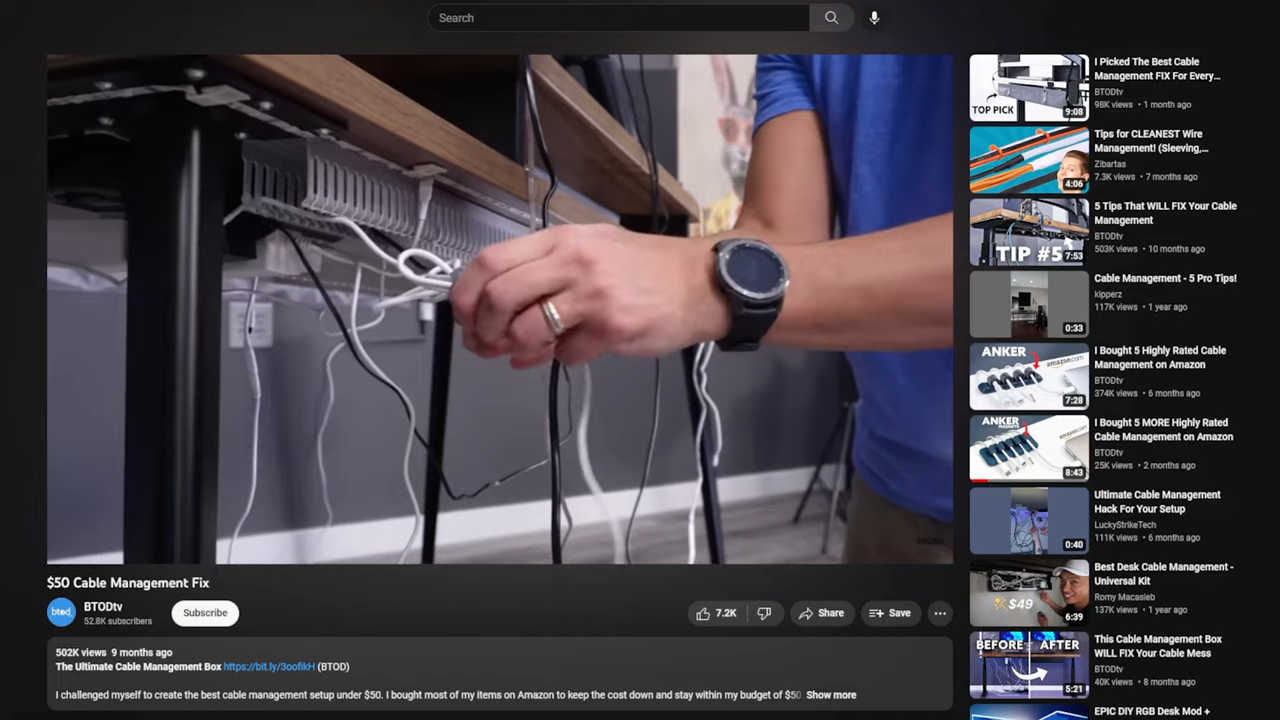 Search
$50 Cable Management Fix
btod.
BTODtv
52.8K subscribers
Subscribe
7.2K
Share
Save
502K views 9 months ago
The Ultimate Cable Management Box https://bit.ly/3oofikH (BTOD)
I challenged myself to create the best cable management setup under $50. I bought most of my items on Amazon to keep the cost down and stay within my budget of $50 Show more
TOP PICK
9:08
I Picked The Best Cable
Management FIX For Every...
BTODtv
98K views • 1 month ago
4:06
Tips for CLEANEST Wire
Management! (Sleeving,...
Zibartas
7.3K views • 7 months ago
TIP #5
7:53
5 Tips That WILL FIX Your Cable
Management
BTODtv
503K views • 10 months ago
0:33
Cable Management - 5 Pro Tips!
kipperz
117K views • 1 year ago
ANKER
amazon.com
7:28
I Bought 5 Highly Rated Cable
Management on Amazon
BTODtv
374K views • 6 months ago
ANKER
8:43
I Bought 5 MORE Highly Rated
Cable Management on Amazon
BTODtv
25K views • 2 months ago
0:40
Ultimate Cable Management
Hack For Your Setup
LuckyStrikeTech
111K views • 6 months ago
$49
6:39
Best Desk Cable Management -
Universal Kit
Romy Macasieb
137K views • 1 year ago
BEFORE AFTER
5:21
This Cable Management Box
WILL FIX Your Cable Mess
BTODtv
40K views • 8 months ago
EPIC DIY RGB Desk Mod +